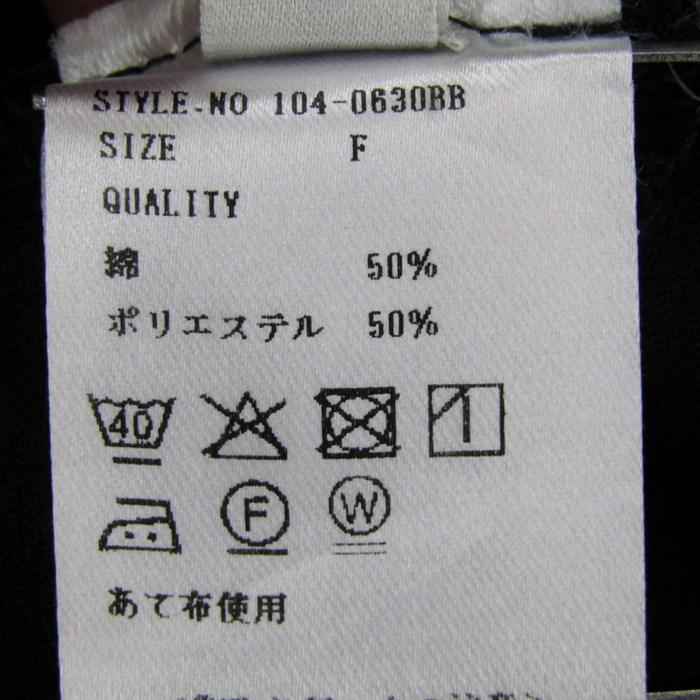 STYLE.NO 104-0630BB
SIZE F
QUALITY
綿 50%
ポリエステル 50%
40
F W
あて布使用